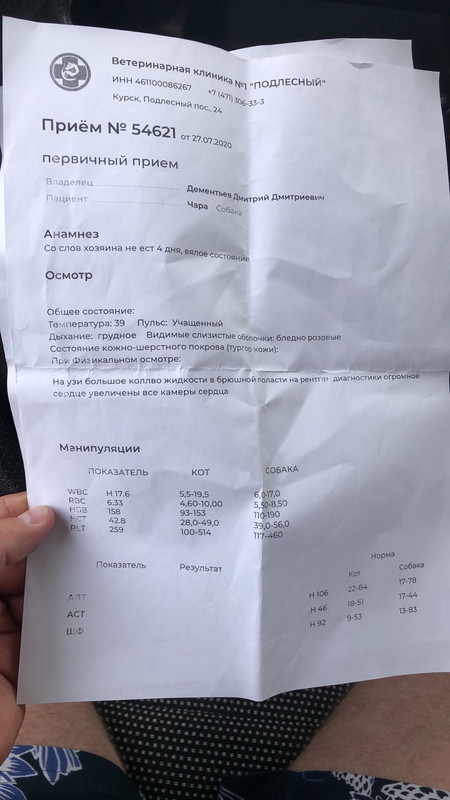 Ветеринарная клиника №1 "ПОДЛЕСНЫЙ"
ИНН 461100086267 +7 (471) 306-33-3
Курск, Подлесный пос., 24
Приём № 54621 от 27.07.2020
первичный прием
Владелец Дементьев Дмитрий Дмитриевич
Пациент Чара Собака
Анамнез
Со слов хозяина не ест 4 дня, вялое состояние
Осмотр
Общее состояние:
Температура: 39 Пульс: Учащенный
Дыхание: грудное Видимые слизистые оболочки: бледно розовые
Состояние кожно-шерстного покрова (тургор кожи):
При Физикальном осмотре:
На узи большое коллво жидкости в брюшной поласти на рентген диагностики огромное
сердце увеличены все камеры сердца
Манипуляции
ПОКАЗАТЕЛЬ КОТ СОБАКА
WBC Н 17.6 5,5-19,5 6,0-17,0
RBC 6.33 4,60-10,00 5,50-8,50
HGB 158 93-153 110-190
HCT 42.8 28,0-49,0 39,0-56,0
PLT 259 100-514 117-460
Норма
Показатель Результат Кот Собака
АЛТ Н 106 22-84 17-78
АСТ Н 46 18-51 17-44
ЩФ Н 92 9-53 13-83